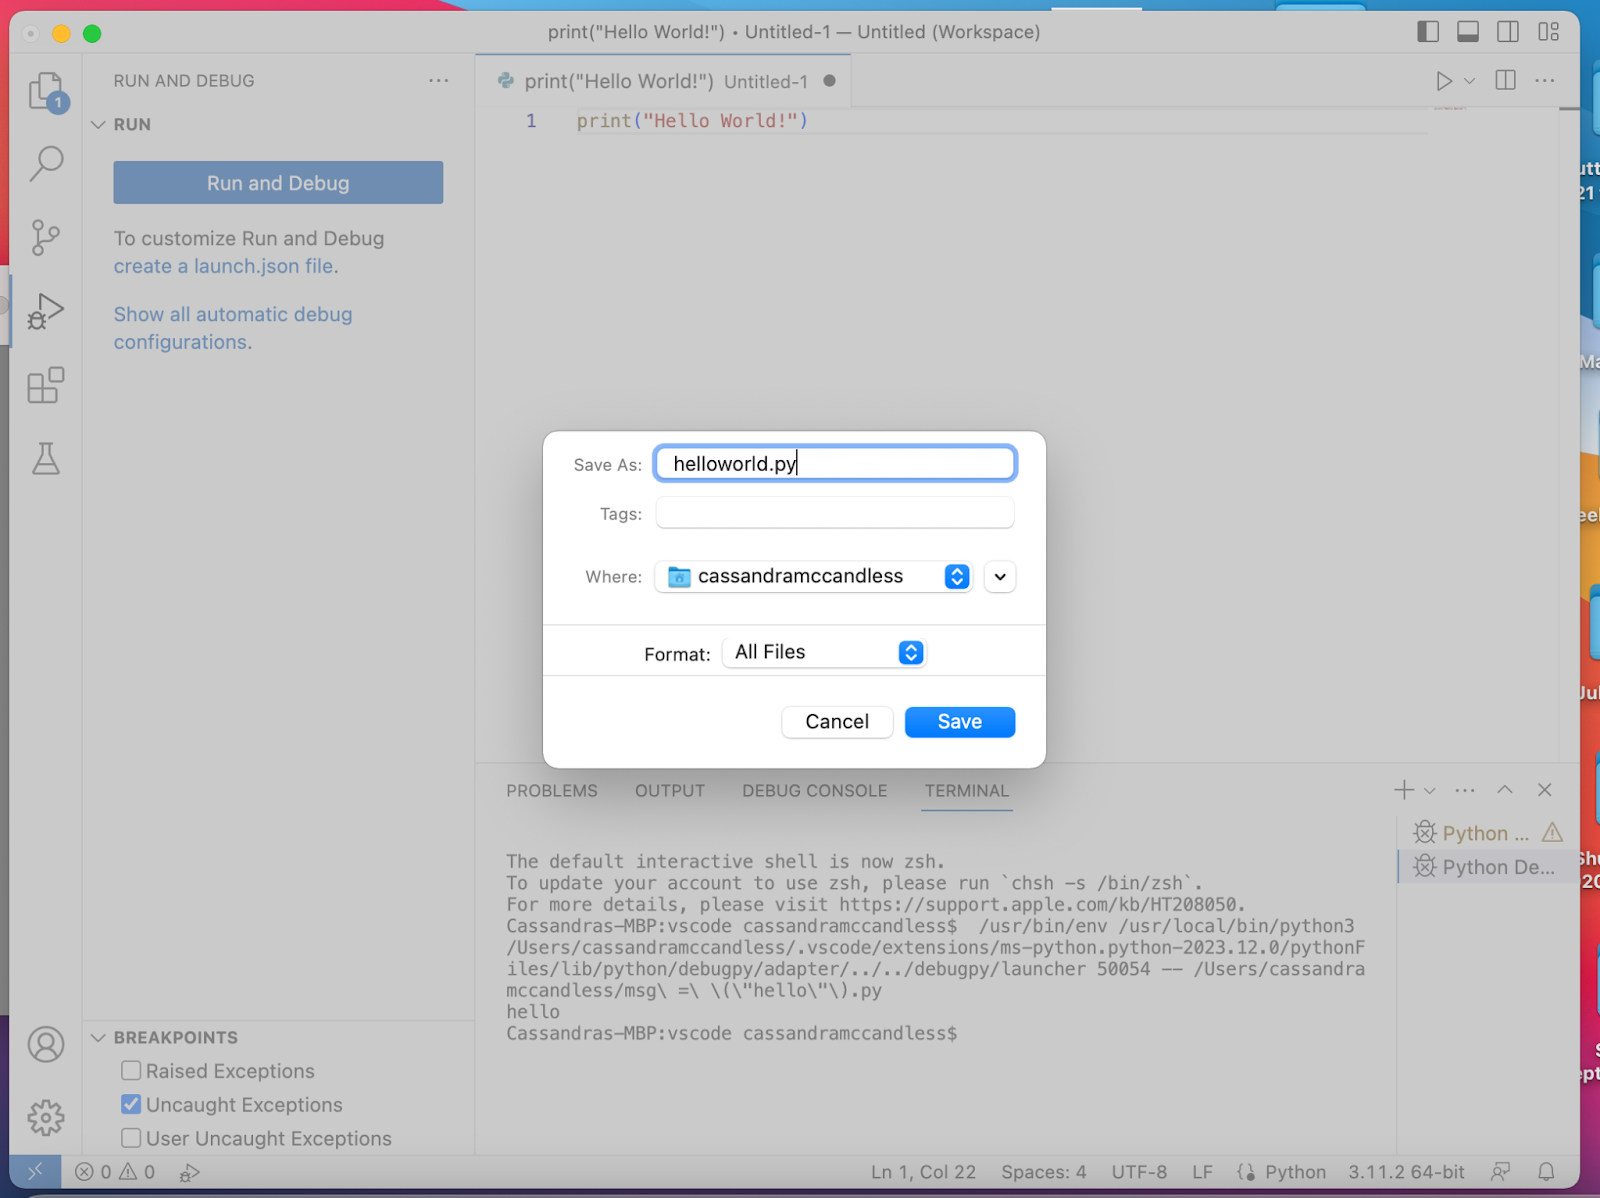 print("Hello World!") • Untitled-1 — Untitled (Workspace)
RUN AND DEBUG
RUN
Run and Debug
To customize Run and Debug
create a launch.json file.
Show all automatic debug
configurations.
print("Hello World!") Untitled-1
1 print("Hello World!")
1
Save As: helloworld.py
Tags:
Where: cassandramccandless
Format: All Files
Cancel
Save
PROBLEMS OUTPUT DEBUG CONSOLE TERMINAL
The default interactive shell is now zsh.
To update your account to use zsh, please run `chsh -s /bin/zsh`.
For more details, please visit https://support.apple.com/kb/HT208050.
Cassandras-MBP:vscode cassandramccandless$  /usr/bin/env /usr/local/bin/python3
/Users/cassandramccandless/.vscode/extensions/ms-python.python-2023.12.0/pythonF
iles/lib/python/debugpy/adapter/../../debugpy/launcher 50054 -- /Users/cassandra
mccandless/msg\ =\ \(\"hello\"\).py
hello
Cassandras-MBP:vscode cassandramccandless$
Python ...
Python De...
BREAKPOINTS
Raised Exceptions
Uncaught Exceptions
User Uncaught Exceptions
0 0
Ln 1, Col 22 Spaces: 4 UTF-8 LF Python 3.11.2 64-bit